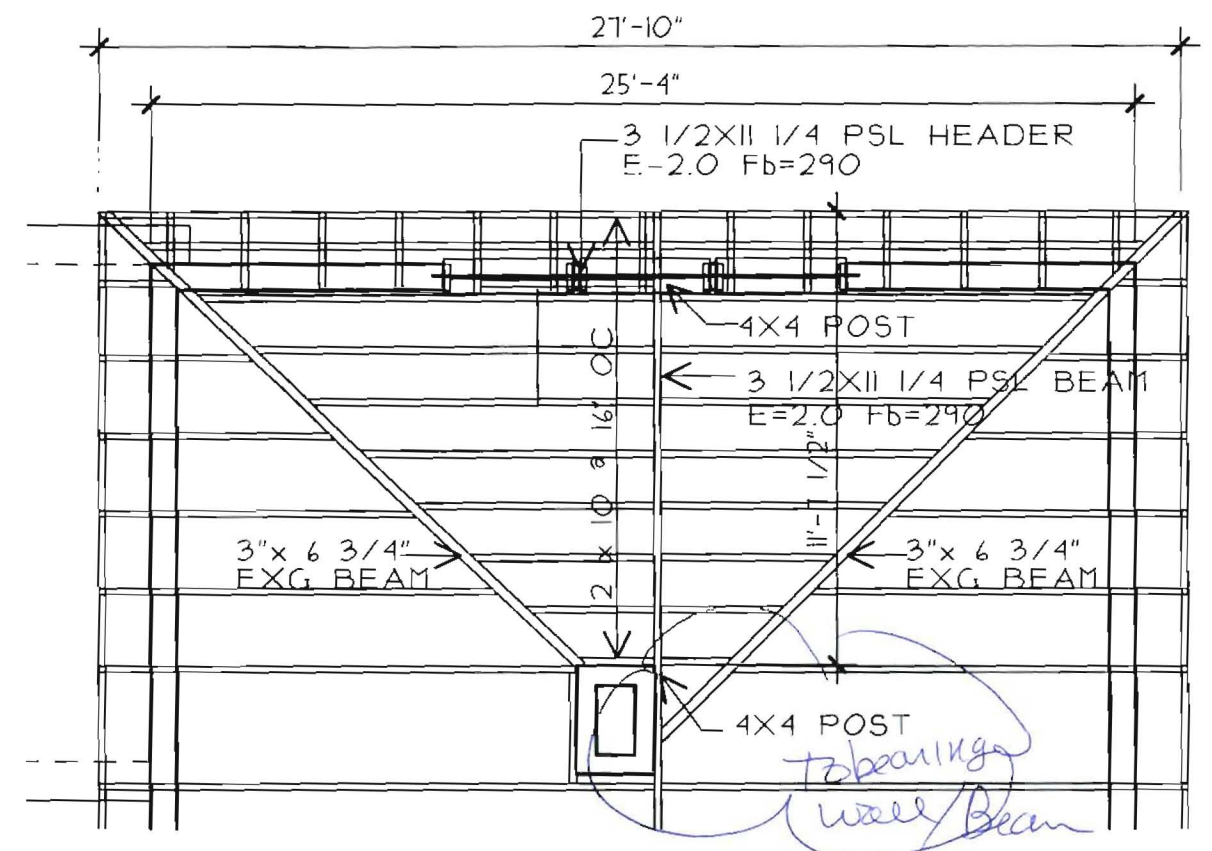 27'-10"
25'-4"
3 1/2X11 1/4 PSL HEADER
E-2.0 Fb=290
4X4 POST
3 1/2X11 1/4 PSL BEAM
E=2.0 Fb=290
2 x 10 @ 16' OC
11'-7 1/2"
3"x 6 3/4"
EXG BEAM
3"x 6 3/4"
EXG BEAM
4X4 POST
To bearing
wall/Beam